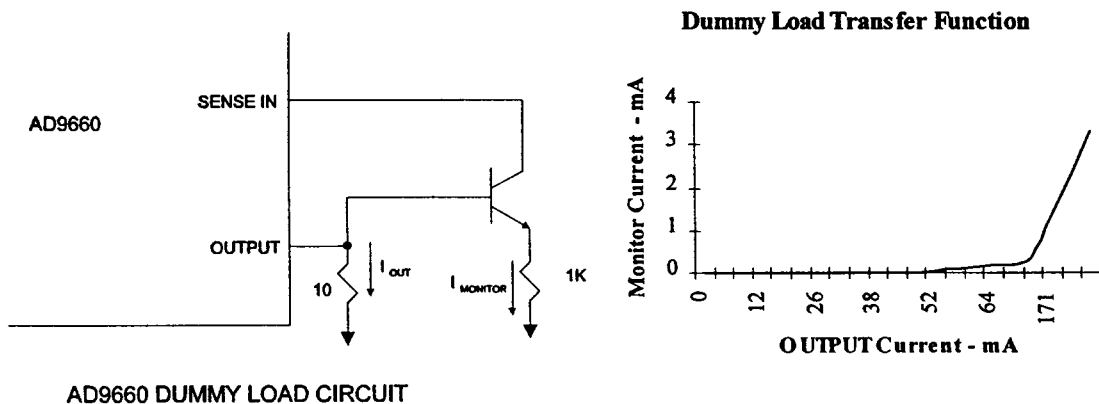 Dummy Load Transfer Function
SENSE IN
AD9660
OUTPUT
10
I OUT
I MONITOR
1K
AD9660 DUMMY LOAD CIRCUIT
Monitor Current - mA
4
3
2
1
0
0
12
26
38
52
64
171
OUTPUT Current - mA